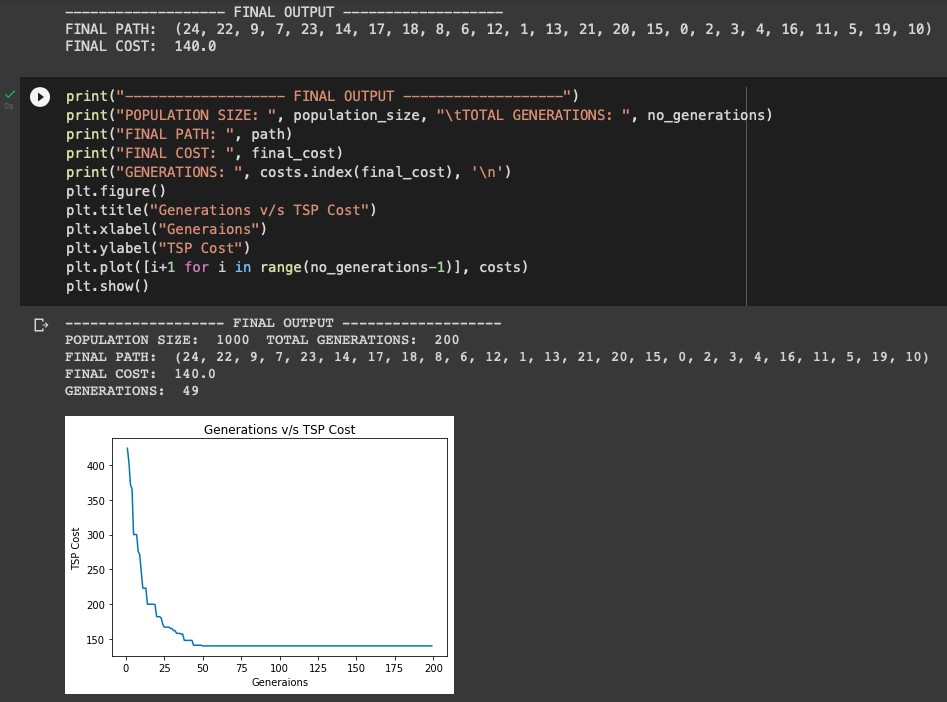 ------------------- FINAL OUTPUT -------------------
FINAL PATH:  (24, 22, 9, 7, 23, 14, 17, 18, 8, 6, 12, 1, 13, 21, 20, 15, 0, 2, 3, 4, 16, 11, 5, 19, 10)
FINAL COST:  140.0
0s
print("------------------- FINAL OUTPUT -------------------")
print("POPULATION SIZE: ", population_size, "\tTOTAL GENERATIONS: ", no_generations)
print("FINAL PATH: ", path)
print("FINAL COST: ", final_cost)
print("GENERATIONS: ", costs.index(final_cost), '\n')
plt.figure()
plt.title("Generations v/s TSP Cost")
plt.xlabel("Generaions")
plt.ylabel("TSP Cost")
plt.plot([i+1 for i in range(no_generations-1)], costs)
plt.show()
------------------- FINAL OUTPUT -------------------
POPULATION SIZE:  1000  TOTAL GENERATIONS:  200
FINAL PATH:  (24, 22, 9, 7, 23, 14, 17, 18, 8, 6, 12, 1, 13, 21, 20, 15, 0, 2, 3, 4, 16, 11, 5, 19, 10)
FINAL COST:  140.0
GENERATIONS:  49
Generations v/s TSP Cost
400
350
300
250
200
150
TSP Cost
0 25 50 75 100 125 150 175 200
Generaions